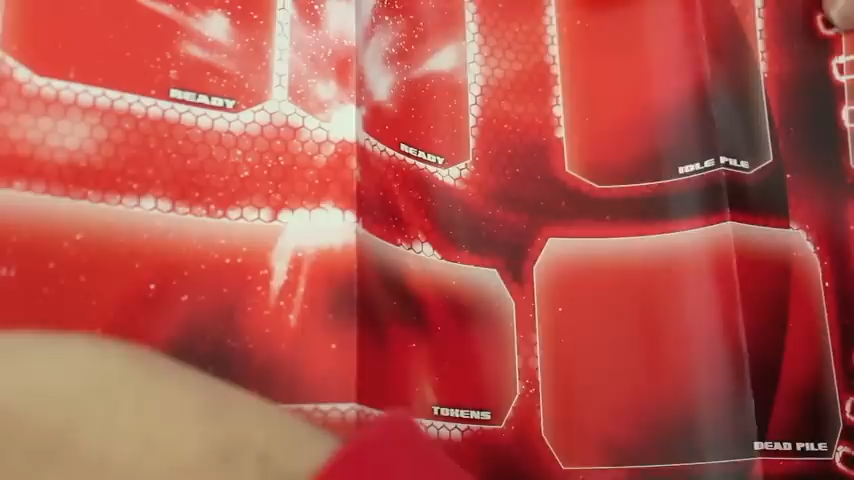 READY
READY
IDLE PILE
TOKENS
DEAD PILE